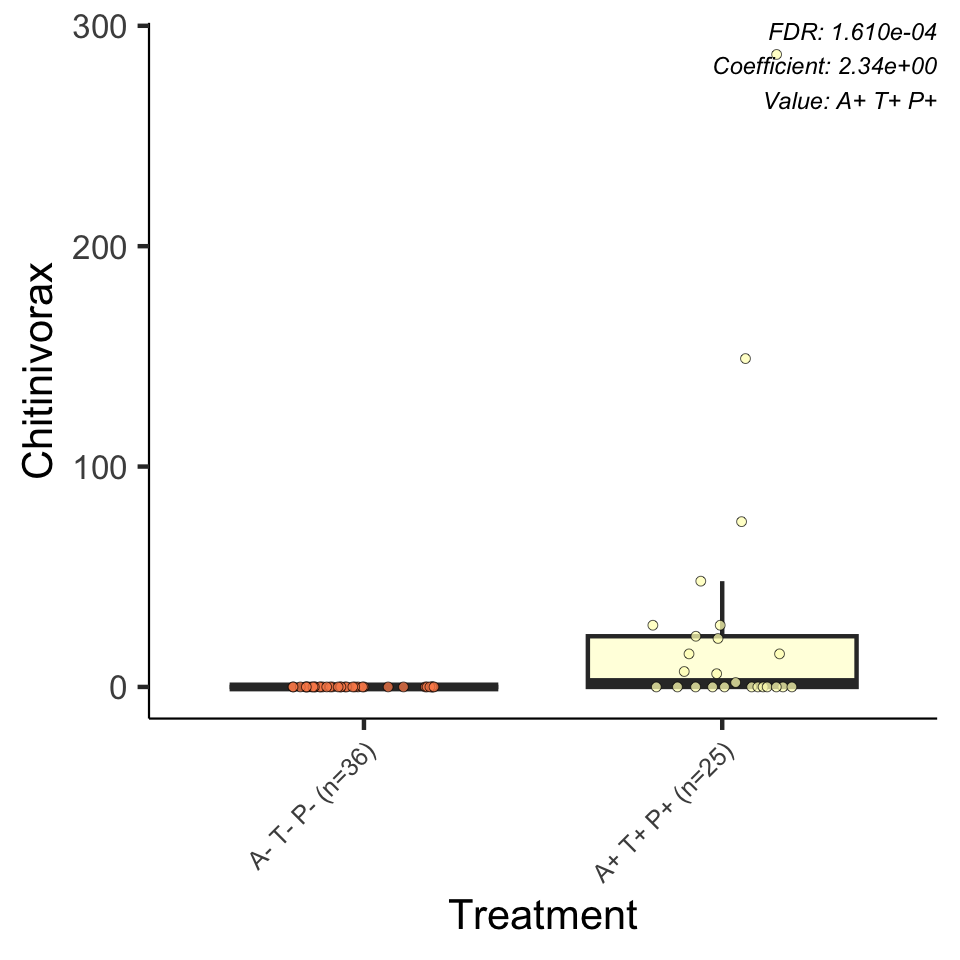 300
200
100
0
Chitinivorax
FDR: 1.610e-04
Coefficient: 2.34e+00
Value: A+ T+ P+
A- T- P- (n=36)
A+ T+ P+ (n=25)
Treatment